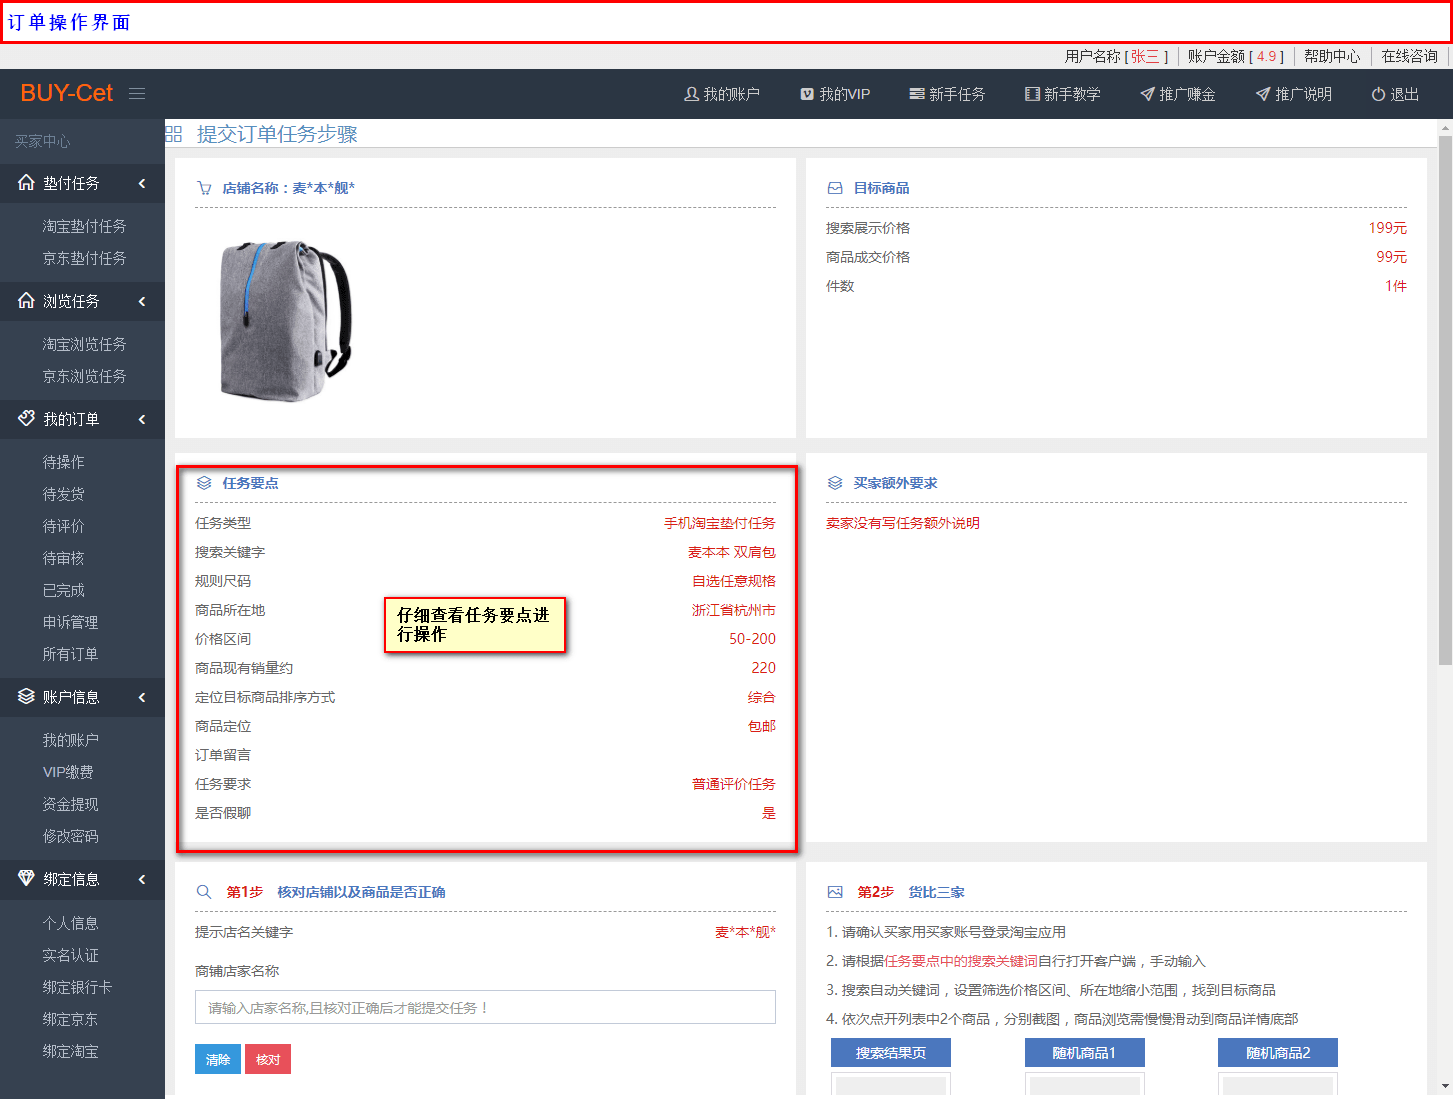 订单操作界面
用户名称 [ 张三 ] 账户金额 [ 4.9 ] 帮助中心 在线咨询
BUY-Cet 我的账户 我的VIP 新手任务 新手教学 推广赚金 推广说明 退出
买家中心
垫付任务
淘宝垫付任务
京东垫付任务
浏览任务
淘宝浏览任务
京东浏览任务
我的订单
待操作
待发货
待评价
待审核
已完成
申诉管理
所有订单
账户信息
我的账户
VIP缴费
资金提现
修改密码
绑定信息
个人信息
实名认证
绑定银行卡
绑定京东
绑定淘宝
提交订单任务步骤
店铺名称：麦*本*舰*
目标商品
搜索展示价格 199元
商品成交价格 99元
件数 1件
任务要点
任务类型 手机淘宝垫付任务
搜索关键字 麦本本 双肩包
规则尺码 自选任意规格
商品所在地 浙江省杭州市
价格区间 50-200
商品现有销量约 220
定位目标商品排序方式 综合
商品定位 包邮
订单留言
任务要求 普通评价任务
是否假聊 是
仔细查看任务要点进
行操作
买家额外要求
卖家没有写任务额外说明
第1步 核对店铺以及商品是否正确
提示店名关键字 麦*本*舰*
商铺店家名称
请输入店家名称,且核对正确后才能提交任务！
清除 核对
第2步 货比三家
1. 请确认买家用买家账号登录淘宝应用
2. 请根据任务要点中的搜索关键词自行打开客户端，手动输入
3. 搜索自动关键词，设置筛选价格区间、所在地缩小范围，找到目标商品
4. 依次点开列表中2个商品，分别截图，商品浏览需慢慢滑动到商品详情底部
搜索结果页 随机商品1 随机商品2